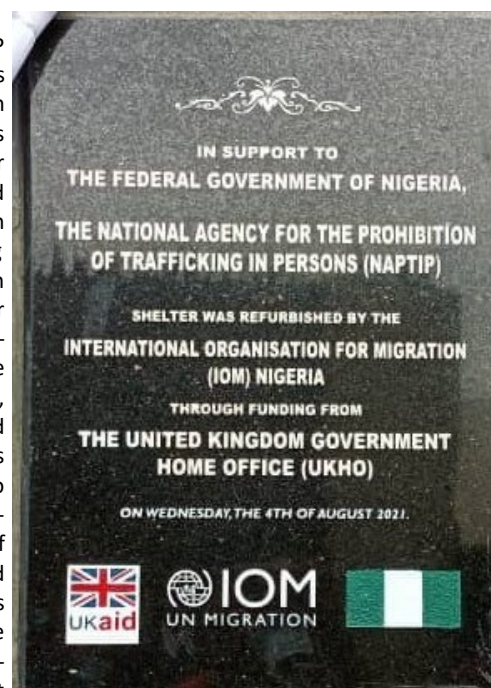 IN SUPPORT TO
THE FEDERAL GOVERNMENT OF NIGERIA,
THE NATIONAL AGENCY FOR THE PROHIBITION
OF TRAFFICKING IN PERSONS (NAPTIP)
SHELTER WAS REFURBISHED BY THE
INTERNATIONAL ORGANISATION FOR MIGRATION
(IOM) NIGERIA
THROUGH FUNDING FROM
THE UNITED KINGDOM GOVERNMENT
HOME OFFICE (UKHO)
ON WEDNESDAY, THE 4TH OF AUGUST 2021.
UKaid
IOM
UN MIGRATION